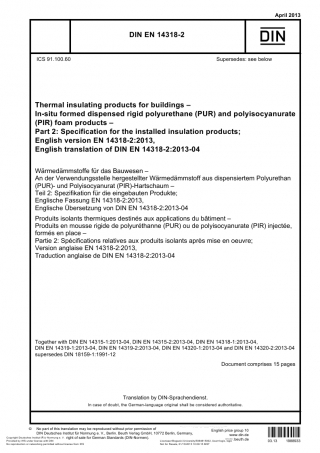 April 2013
DIN EN 14318-2
DIN
ICS 91.100.60
Supersedes: see below
Thermal insulating products for buildings –
In-situ formed dispensed rigid polyurethane (PUR) and polyisocyanurate
(PIR) foam products –
Part 2: Specification for the installed insulation products;
English version EN 14318-2:2013,
English translation of DIN EN 14318-2:2013-04
Wärmedämmstoffe für das Bauwesen –
An der Verwendungsstelle hergestellter Wärmedämmstoff aus dispensiertem Polyurethan
(PUR)- und Polyisocyanurat (PIR)-Hartschaum –
Teil 2: Spezifikation für die eingebauten Produkte;
Englische Fassung EN 14318-2:2013,
Englische Übersetzung von DIN EN 14318-2:2013-04
Produits isolants thermiques destinés aux applications du bâtiment –
Produits en mousse rigide de polyuréthanne (PUR) ou de polyisocyanurate (PIR) injectée,
formés en place –
Partie 2: Spécifications relatives aux produits isolants après mise en oeuvre;
Version anglaise EN 14318-2:2013,
Traduction anglaise de DIN EN 14318-2:2013-04
Together with DIN EN 14315-1:2013-04, DIN EN 14315-2:2013-04, DIN EN 14318-1:2013-04,
DIN EN 14319-1:2013-04, DIN EN 14319-2:2013-04, DIN EN 14320-1:2013-04 and DIN EN 14320-2:2013-04
supersedes DIN 18159-1:1991-12
Document comprises 15 pages
Translation by DIN-Sprachendienst.
In case of doubt, the German-language original shall be considered authoritative.
No part of this translation may be reproduced without prior permission of
DIN Deutsches Institut für Normung e. V., Berlin. Beuth Verlag GmbH, 10772 Berlin, Germany,
right of sale for German Standards (DIN-Normen).
English price group 10
www.din.de
www.beuth.de
03.13